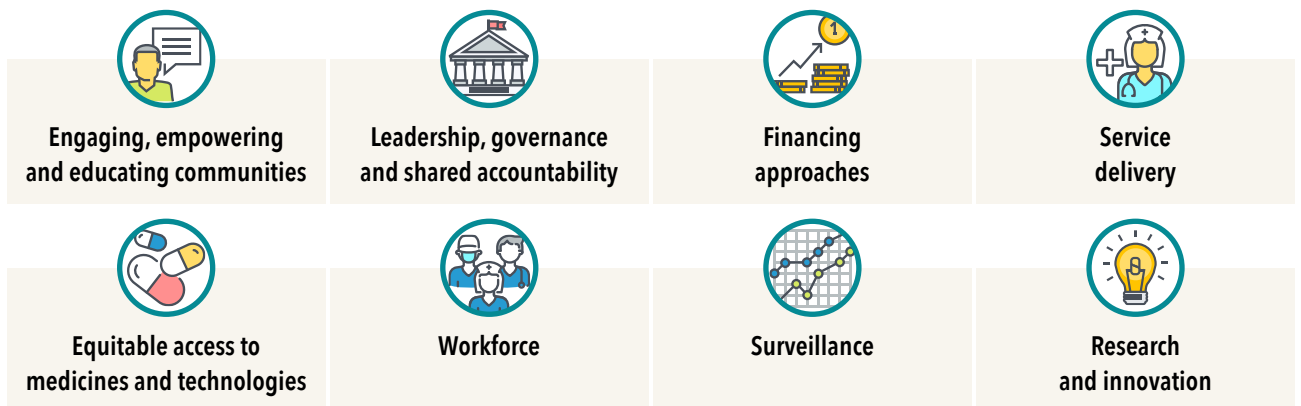 1
Engaging, empowering
and educating communities
Leadership, governance
and shared accountability
Financing
approaches
Service
delivery
Equitable access to
medicines and technologies
Workforce
Surveillance
Research
and innovation